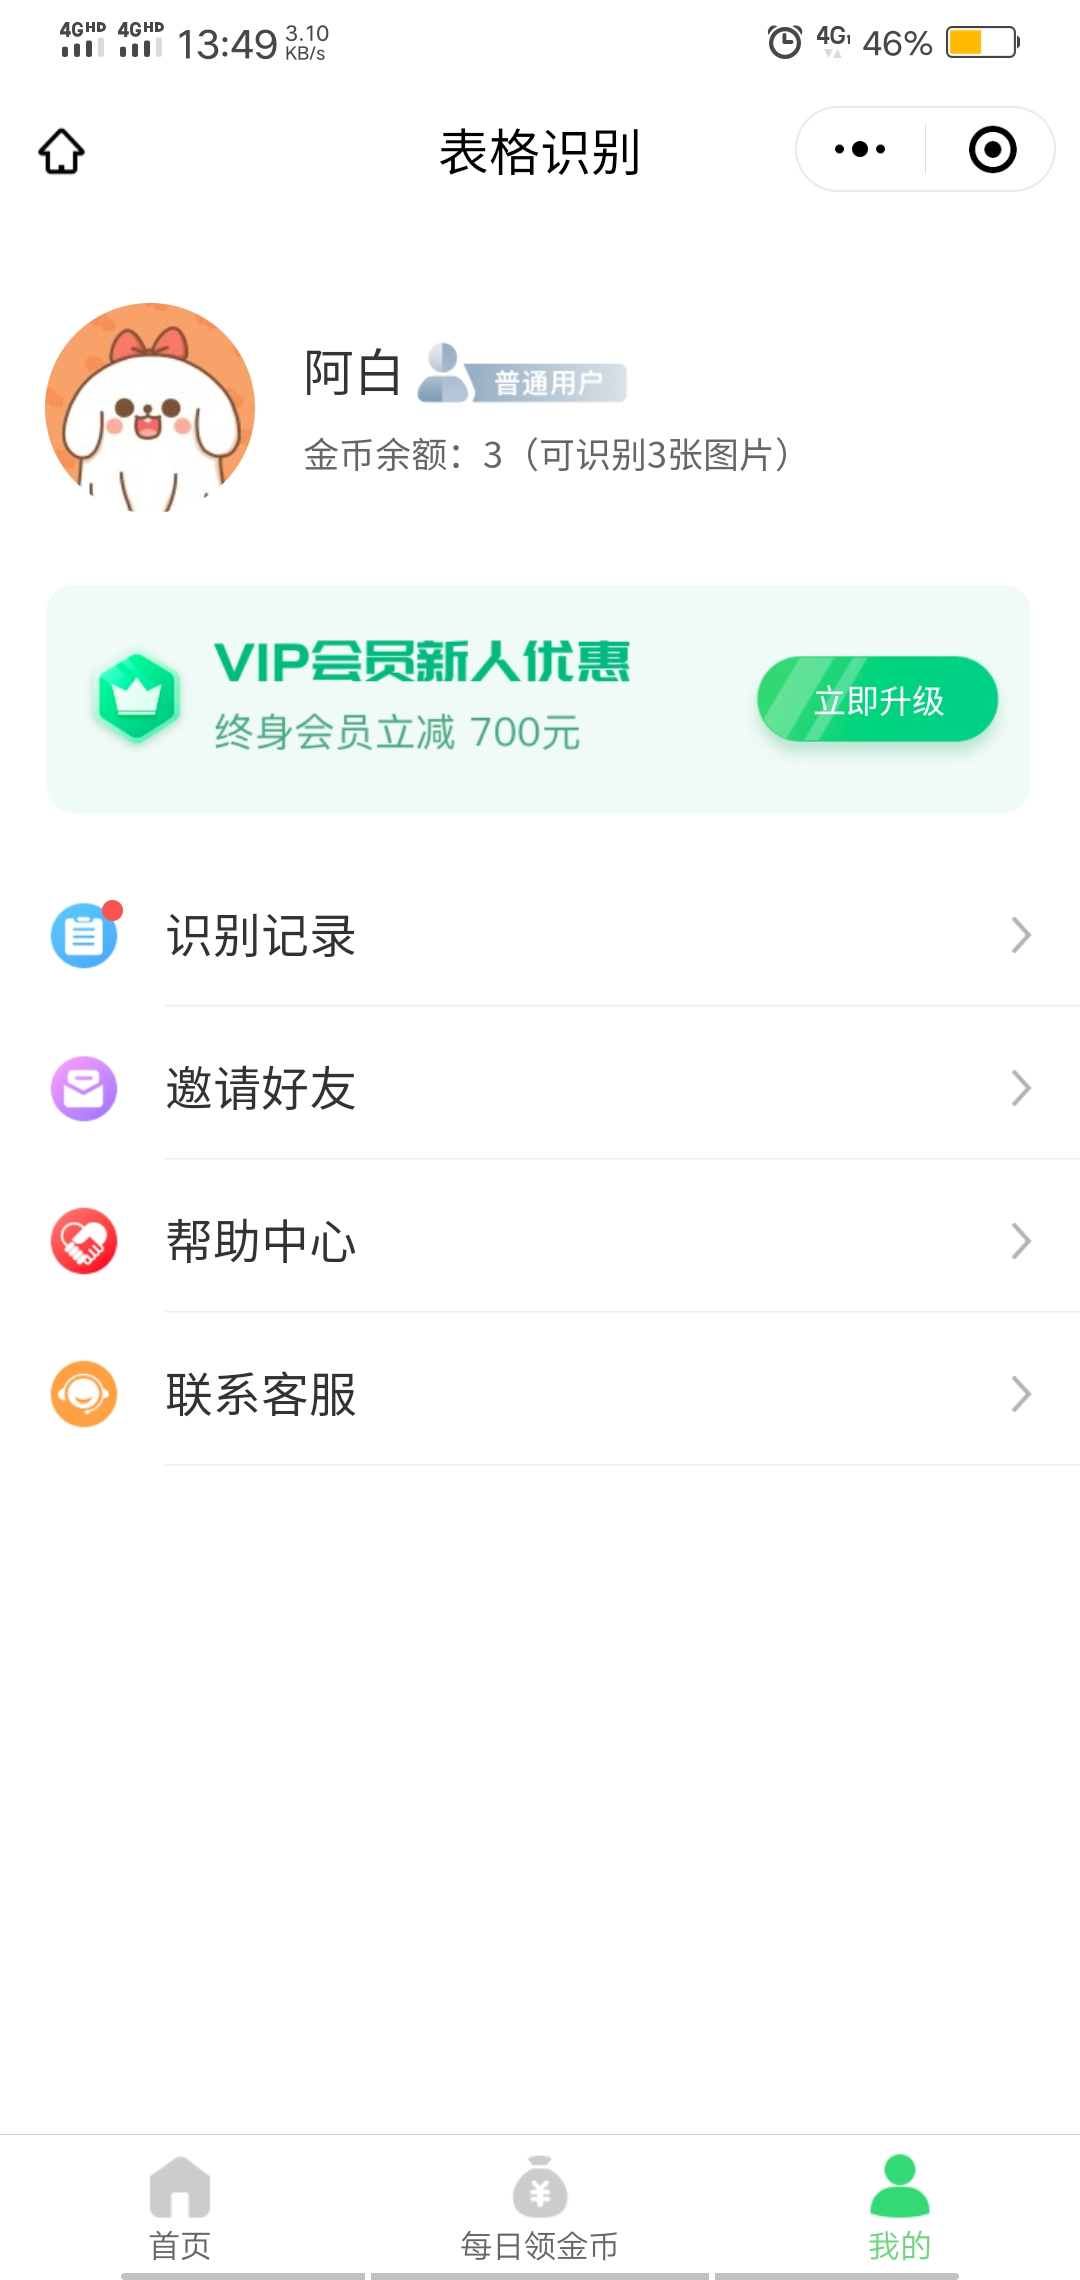 4GHD 4GHD 13:49 3.10 KB/s 4G1 46%
表格识别
阿白 普通用户
金币余额：3（可识别3张图片）
VIP会员新人优惠
终身会员立减 700元
立即升级
识别记录
邀请好友
帮助中心
联系客服
首页 每日领金币 我的